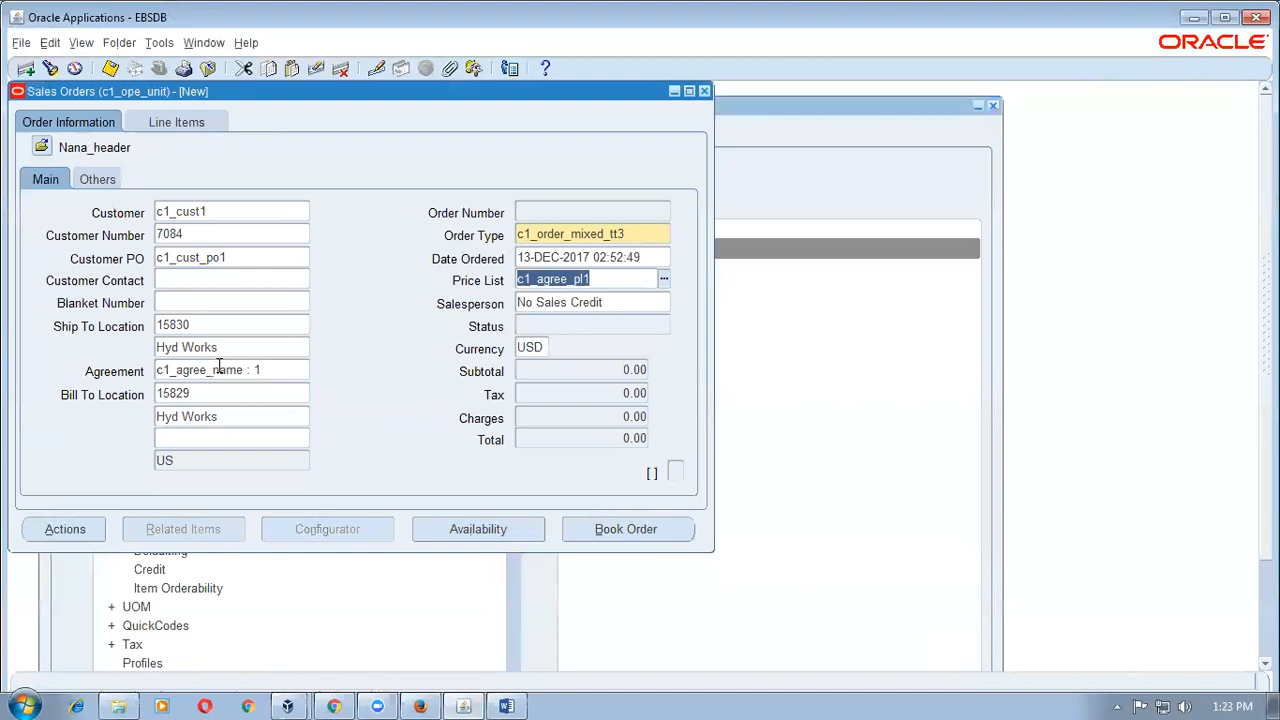 Oracle Applications - EBSDB
File Edit View Folder Tools Window Help
ORACLE
Sales Orders (c1_ope_unit) - [New]
Order Information Line Items
Nana_header
Main Others
Customer c1_cust1
Customer Number 7084
Customer PO c1_cust_po1
Customer Contact
Blanket Number
Ship To Location 15830
Hyd Works
Agreement c1_agree_name : 1
Bill To Location 15829
Hyd Works
US
Order Number
Order Type c1_order_mixed_tt3
Date Ordered 13-DEC-2017 02:52:49
Price List c1_agree_pl1
Salesperson No Sales Credit
Status
Currency USD
Subtotal 0.00
Tax 0.00
Charges 0.00
Total 0.00
[ ]
Actions Related Items Configurator Availability Book Order
Defaulting
Credit
Item Orderability
+ UOM
+ QuickCodes
+ Tax
Profiles
1:23 PM